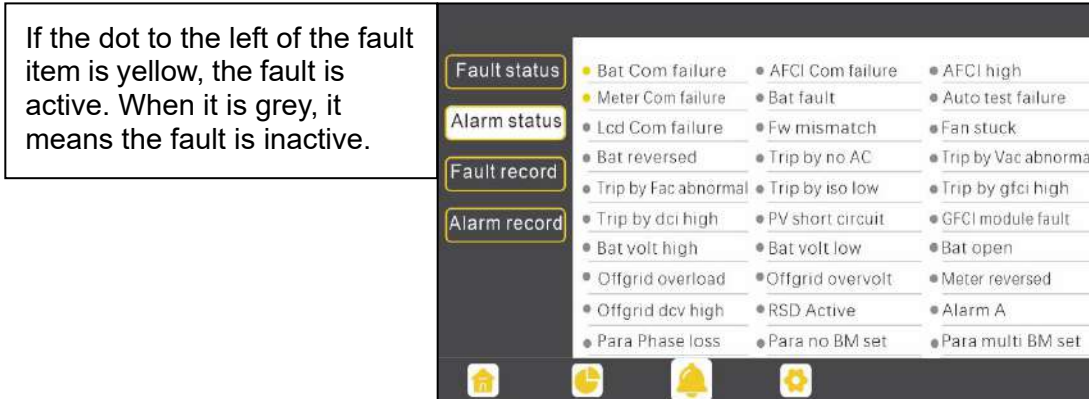 If the dot to the left of the fault
item is yellow, the fault is
active. When it is grey, it
means the fault is inactive.
Fault status
Alarm status
Fault record
Alarm record
Bat Com failure AFCI Com failure AFCI high
Meter Com failure Bat fault Auto test failure
Lcd Com failure Fw mismatch Fan stuck
Bat reversed Trip by no AC Trip by Vac abnorma
Trip by Fac abnormal Trip by iso low Trip by gfci high
Trip by dci high PV short circuit GFCI module fault
Bat volt high Bat volt low Bat open
Offgrid overload Offgrid overvolt Meter reversed
Offgrid dcv high RSD Active Alarm A
Para Phase loss Para no BM set Para multi BM set